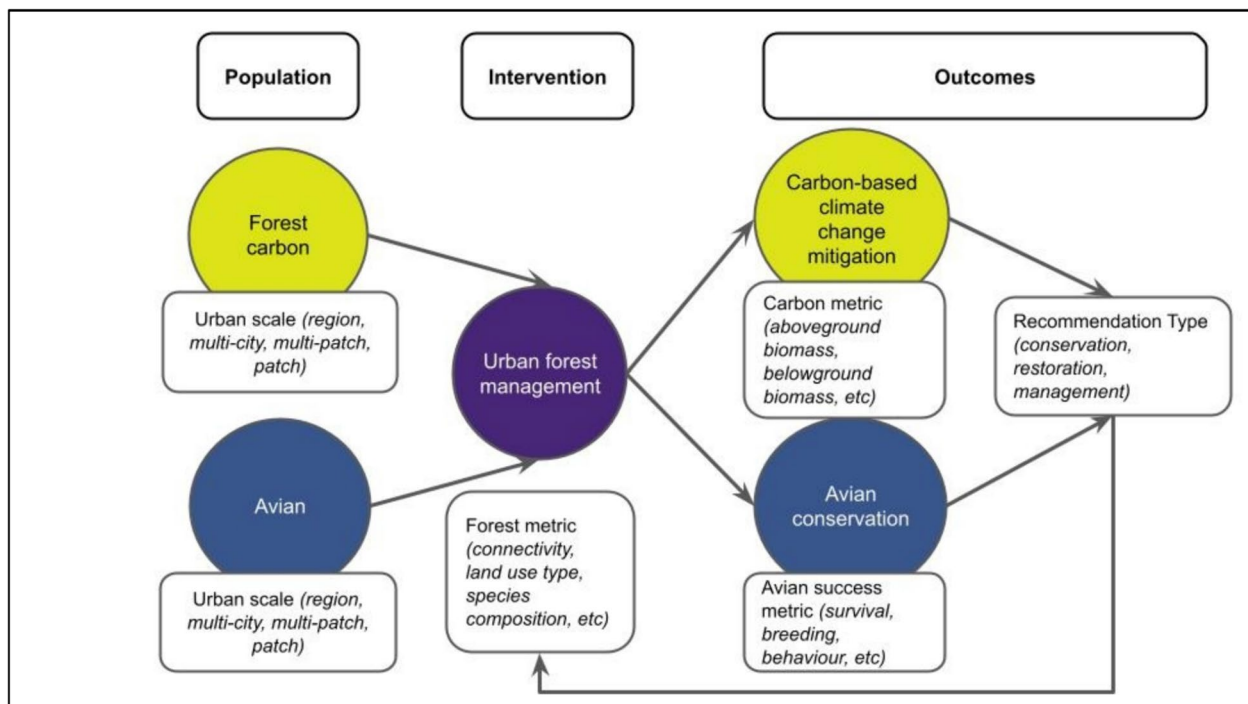 Population
Intervention
Outcomes
Forest
carbon
Urban scale (region,
multi-city, multi-patch,
patch)
Avian
Urban scale (region,
multi-city, multi-patch,
patch)
Urban forest
management
Forest metric
(connectivity,
land use type,
species
composition, etc)
Carbon-based
climate
change
mitigation
Carbon metric
(aboveground
biomass,
belowground
biomass, etc)
Avian
conservation
Avian success
metric (survival,
breeding,
behaviour, etc)
Recommendation Type
(conservation,
restoration,
management)